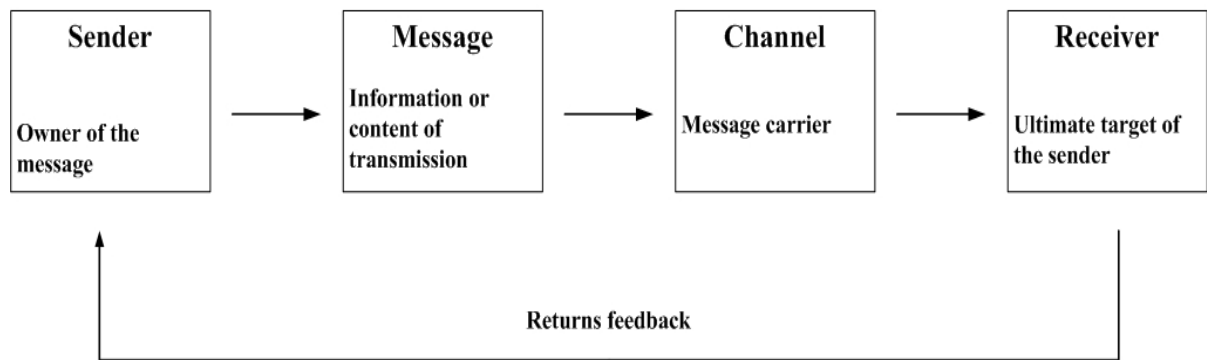 Sender
Owner of the
message
Message
Information or
content of
transmission
Channel
Message carrier
Receiver
Ultimate target of
the sender
Returns feedback